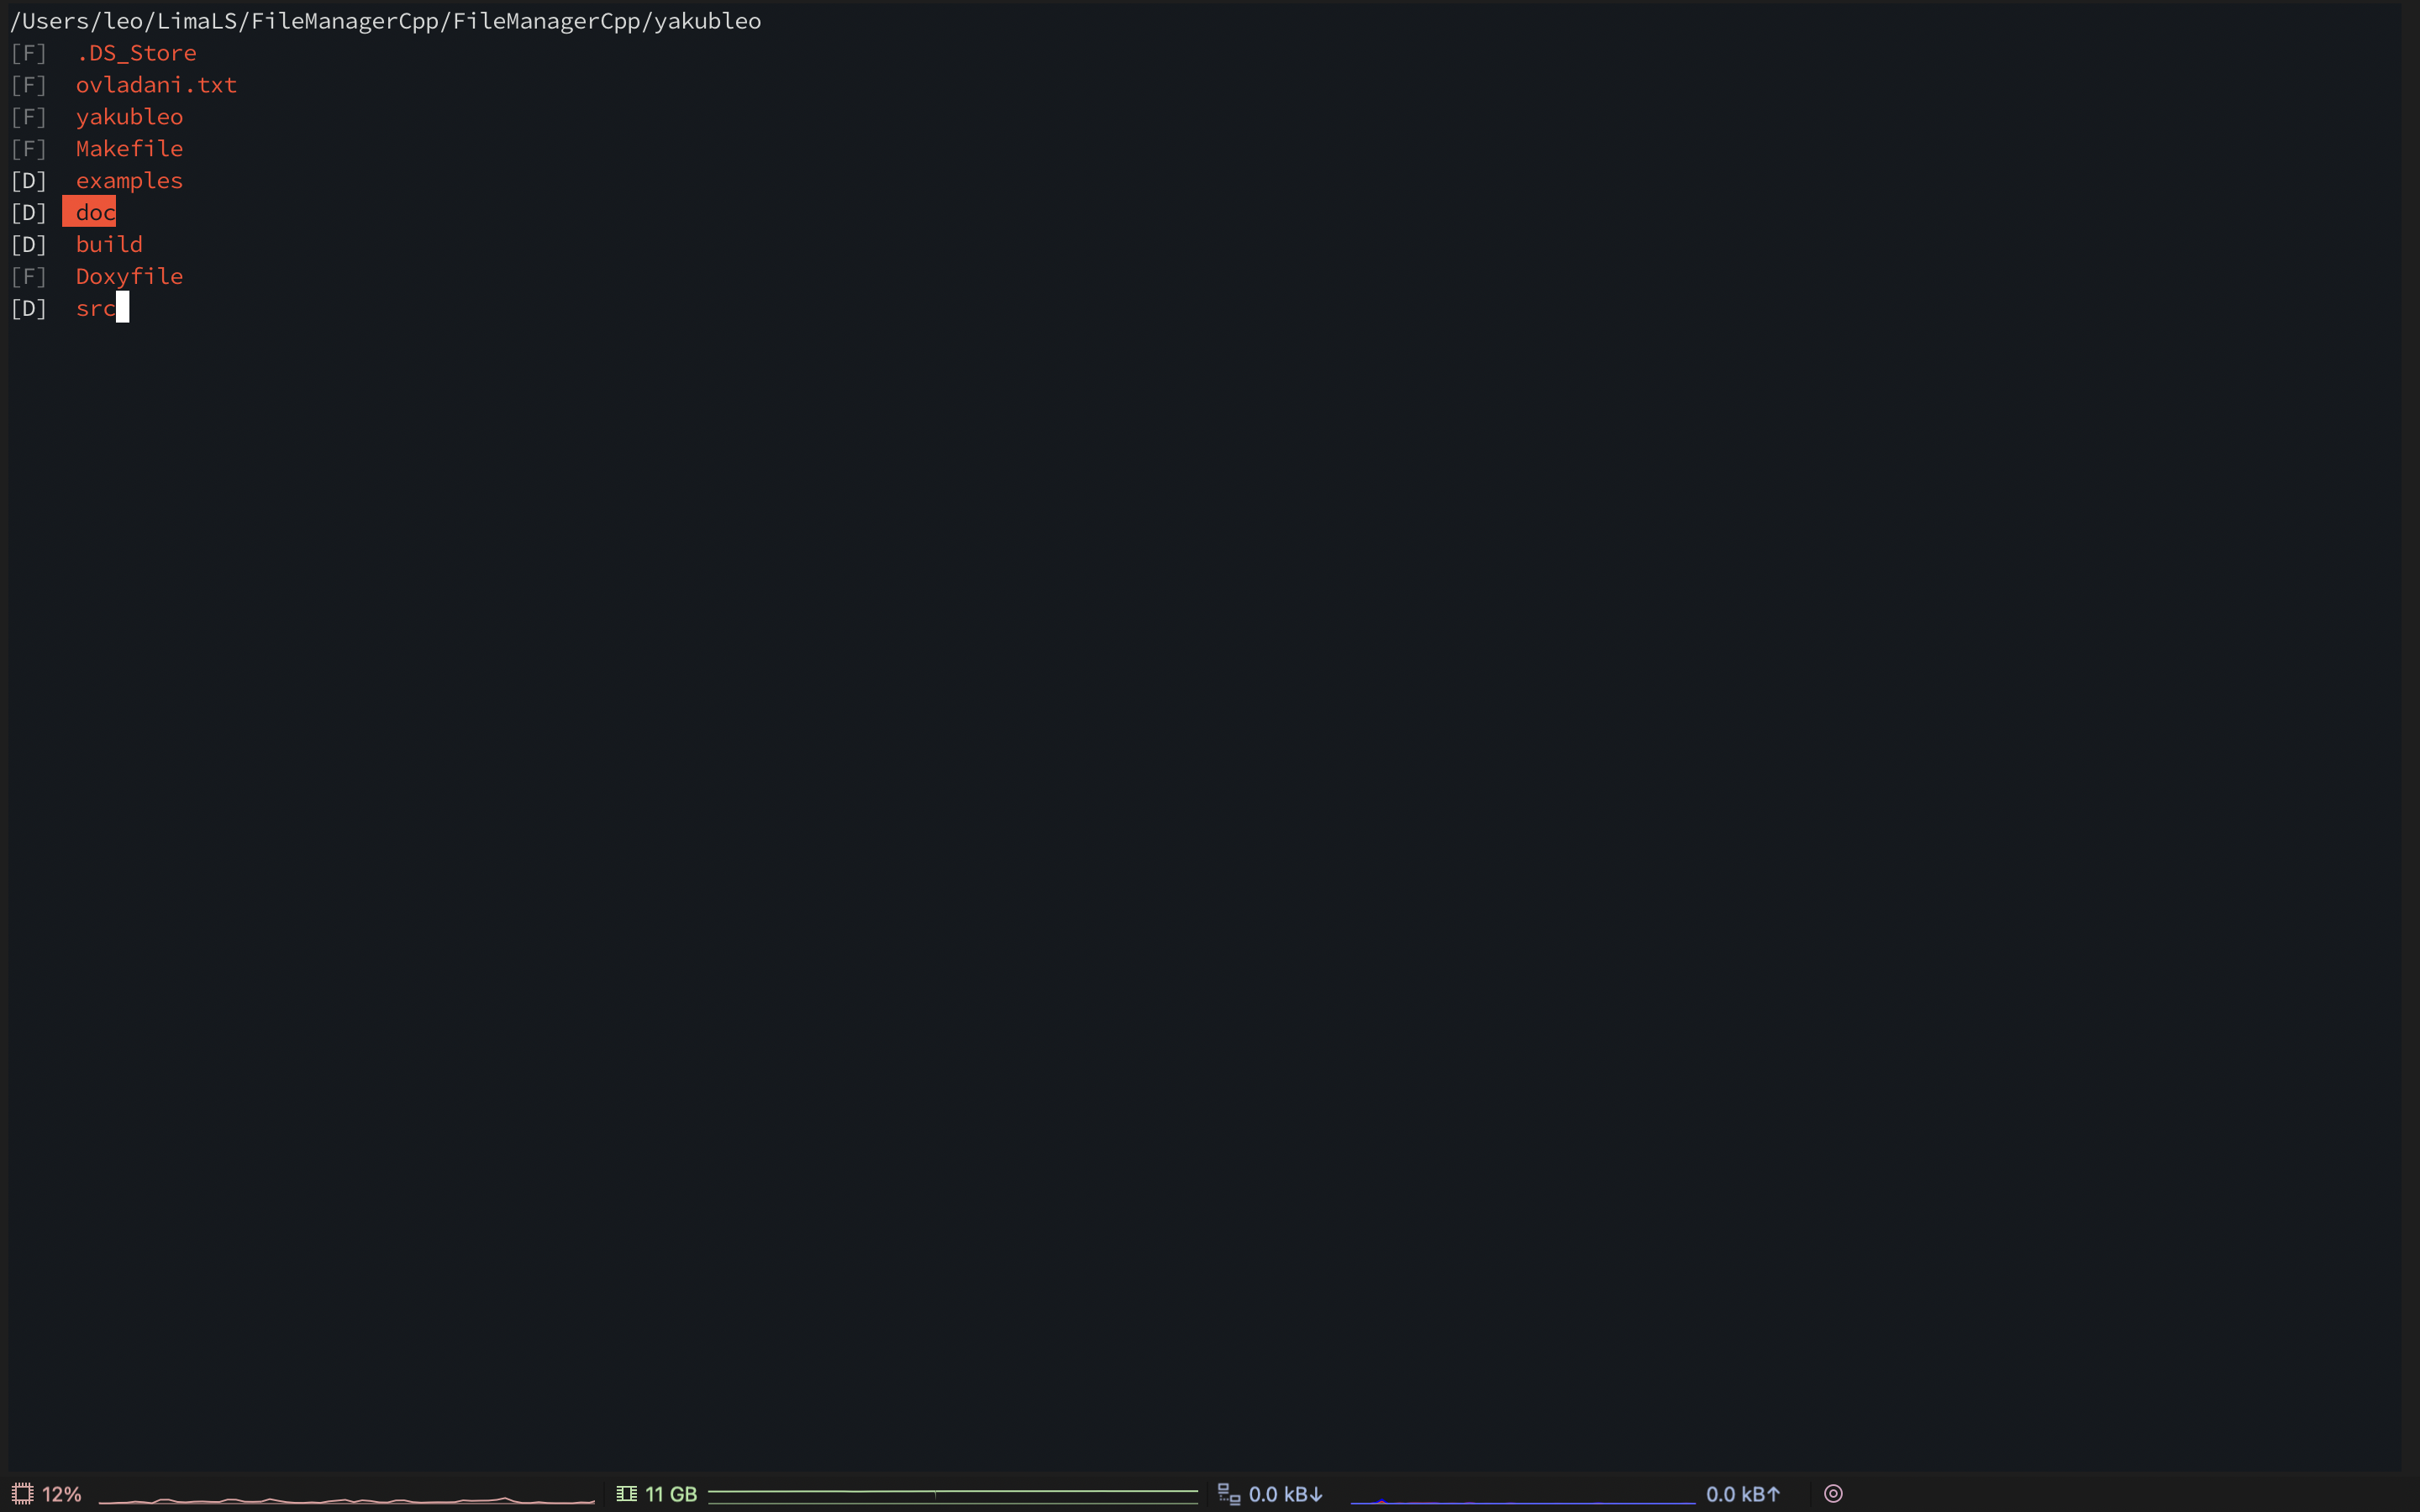 /Users/leo/LimaLS/FileManagerCpp/FileManagerCpp/yakubleo
[F] .DS_Store
[F] ovladani.txt
[F] yakubleo
[F] Makefile
[D] examples
[D] doc
[D] build
[F] Doxyfile
[D] src
12% 11 GB 0.0 kB↓ 0.0 kB↑